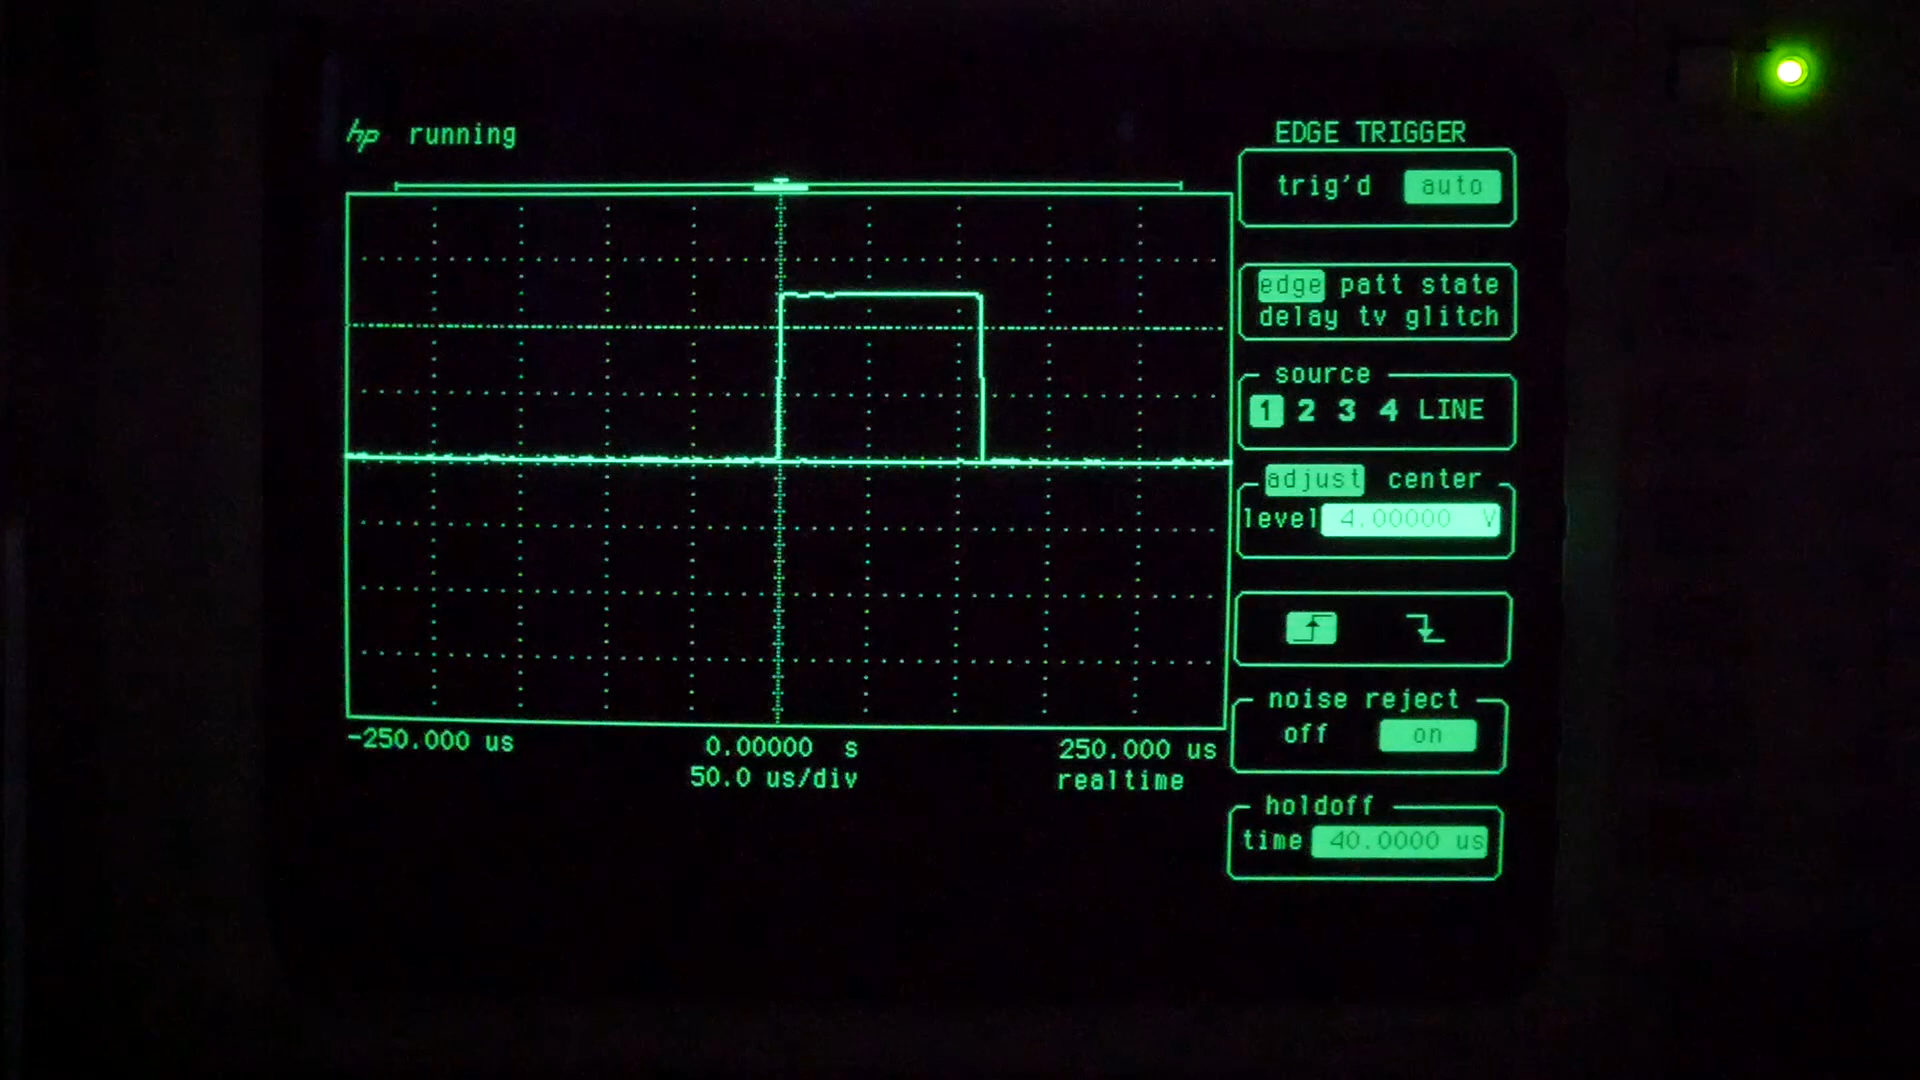 hp running
EDGE TRIGGER
trig'd auto
edge patt state
delay tv glitch
source
1 2 3 4 LINE
adjust center
level 4.00000 V
noise reject
off on
holdoff
time 40.0000 us
-250.000 us 0.00000 s 250.000 us
50.0 us/div realtime